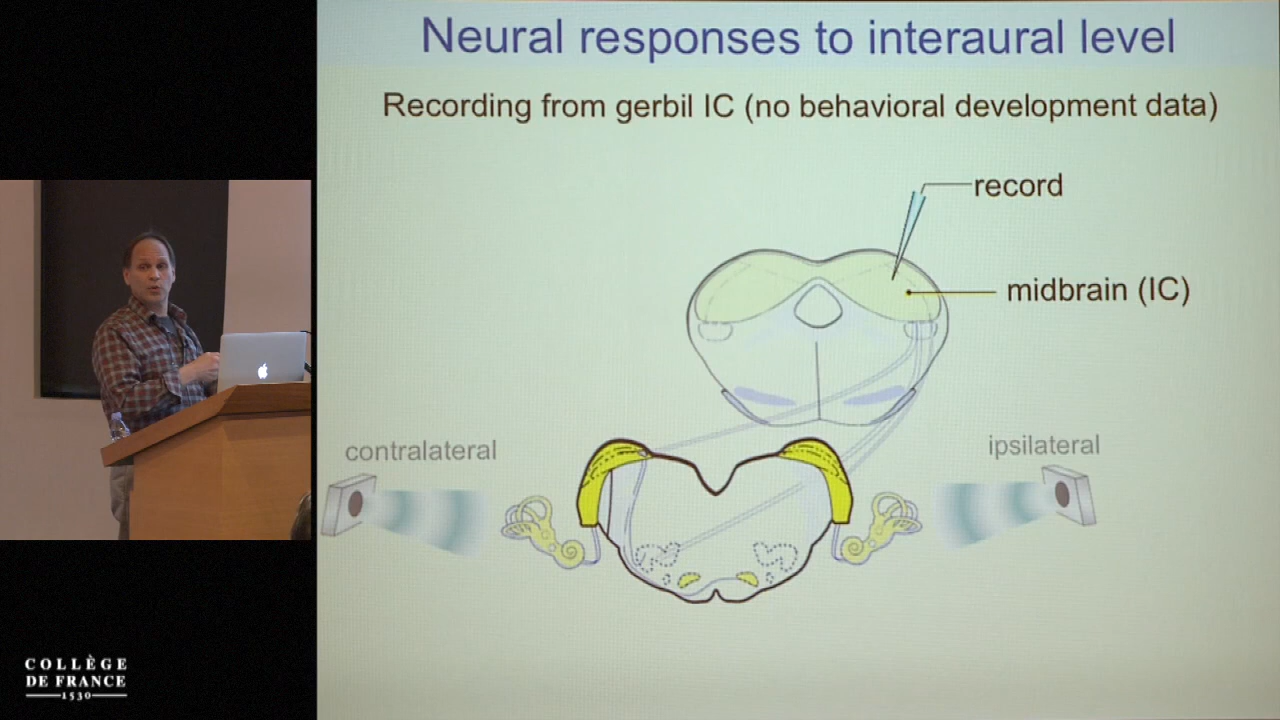 Neural responses to interaural level
Recording from gerbil IC (no behavioral development data)
record
midbrain (IC)
contralateral
ipsilateral
COLLÈGE
DE FRANCE
1530